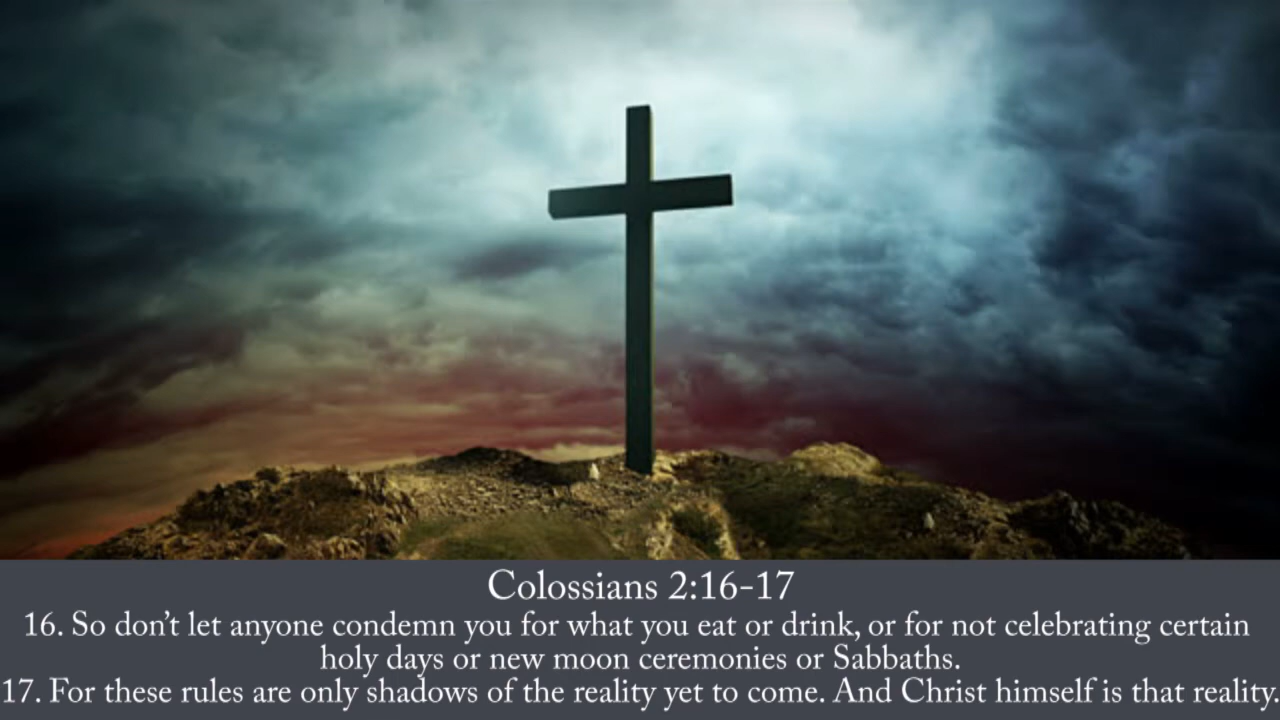 Colossians 2:16-17
16. So don’t let anyone condemn you for what you eat or drink, or for not celebrating certain
holy days or new moon ceremonies or Sabbaths.
17. For these rules are only shadows of the reality yet to come. And Christ himself is that reality.